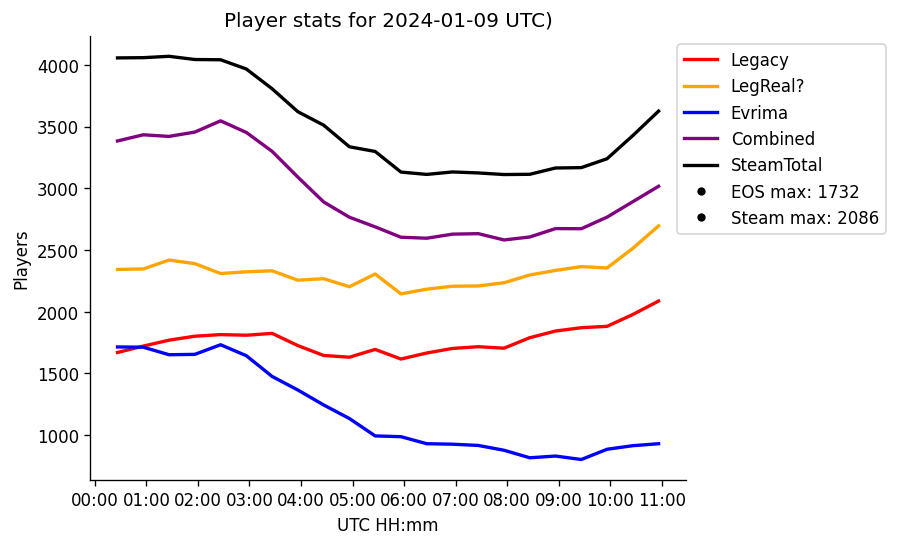 Player stats for 2024-01-09 UTC)
4000
3500
3000
2500
2000
1500
1000
Players
00:00 01:00 02:00 03:00 04:00 05:00 06:00 07:00 08:00 09:00 10:00 11:00
UTC HH:mm
Legacy
LegReal?
Evrima
Combined
SteamTotal
EOS max: 1732
Steam max: 2086